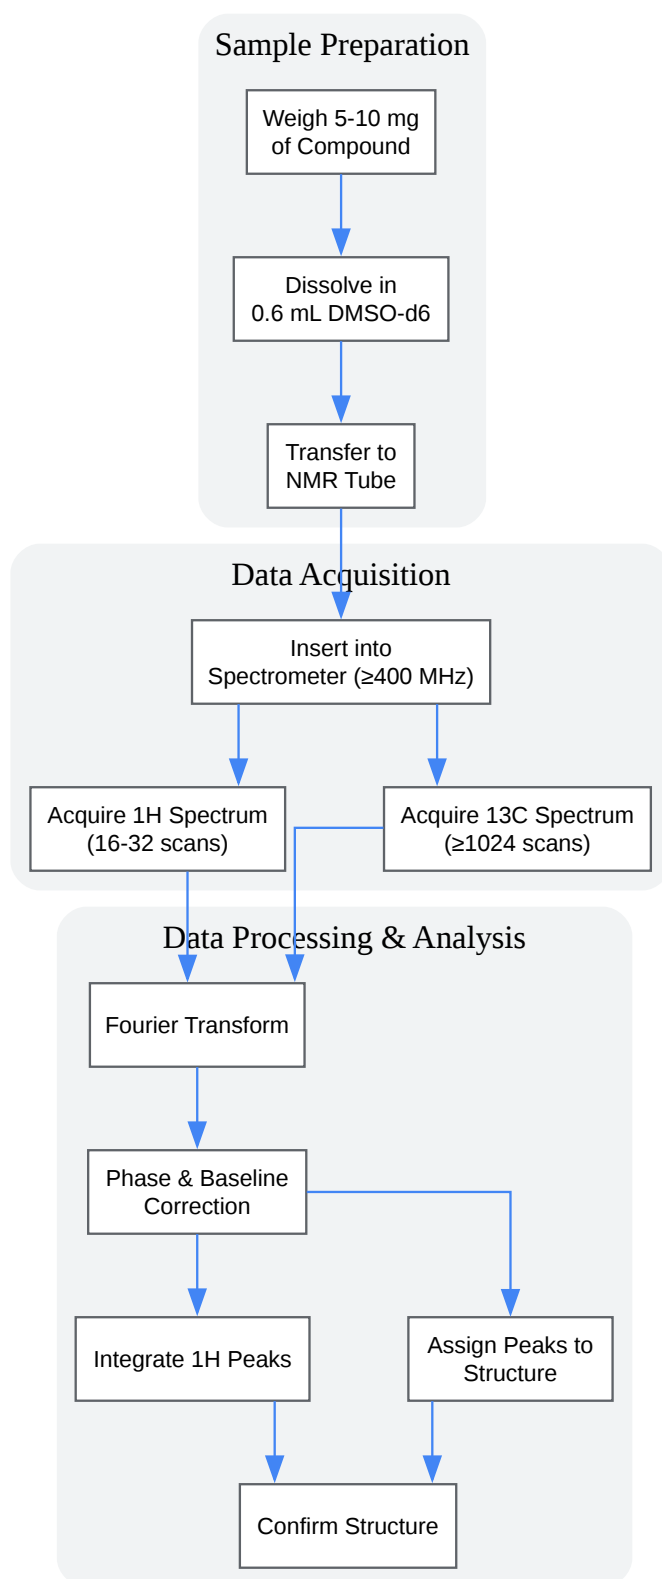 Sample Preparation
Weigh 5-10 mg
of Compound
Dissolve in
0.6 mL DMSO-d6
Transfer to
NMR Tube
Data Acquisition
Insert into
Spectrometer (≥400 MHz)
Acquire 1H Spectrum
(16-32 scans)
Acquire 13C Spectrum
(≥1024 scans)
Data Processing & Analysis
Fourier Transform
Phase & Baseline
Correction
Integrate 1H Peaks
Assign Peaks to
Structure
Confirm Structure